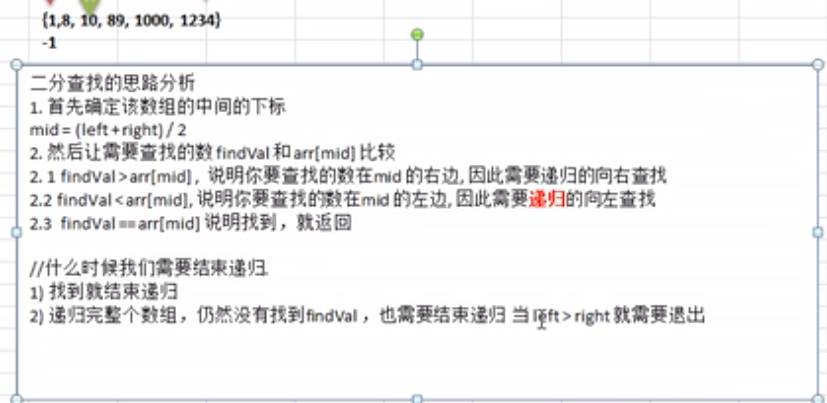 {1,8, 10, 89, 1000, 1234}
-1
二分查找的思路分析
1. 首先确定该数组的中间的下标
mid = (left + right) / 2
2. 然后让需要查找的数 findVal 和 arr[mid] 比较
2. 1 findVal > arr[mid] , 说明你要查找的数在mid 的右边, 因此需要递归的向右查找
2.2 findVal < arr[mid], 说明你要查找的数在mid 的左边, 因此需要递归的向左查找
2.3 findVal == arr[mid] 说明找到，就返回
//什么时候我们需要结束递归.
1) 找到就结束递归
2) 递归完整个数组，仍然没有找到findVal ，也需要结束递归 当 left > right 就需要退出